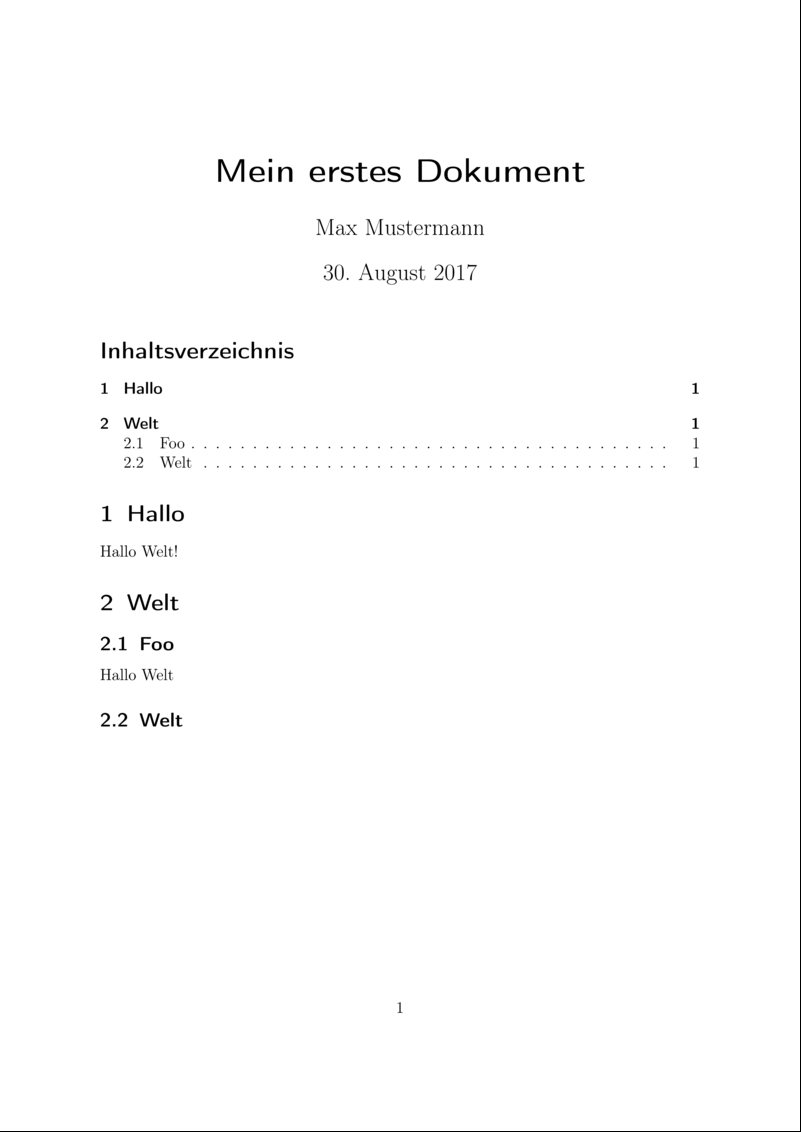 Mein erstes Dokument
Max Mustermann
30. August 2017
Inhaltsverzeichnis
1 Hallo 1
2 Welt 1
2.1 Foo . . . . . . . . . . . . . . . . . . . . . . . . . . . . . . . . . . . . . . . 1
2.2 Welt . . . . . . . . . . . . . . . . . . . . . . . . . . . . . . . . . . . . . . 1
1 Hallo
Hallo Welt!
2 Welt
2.1 Foo
Hallo Welt
2.2 Welt
1